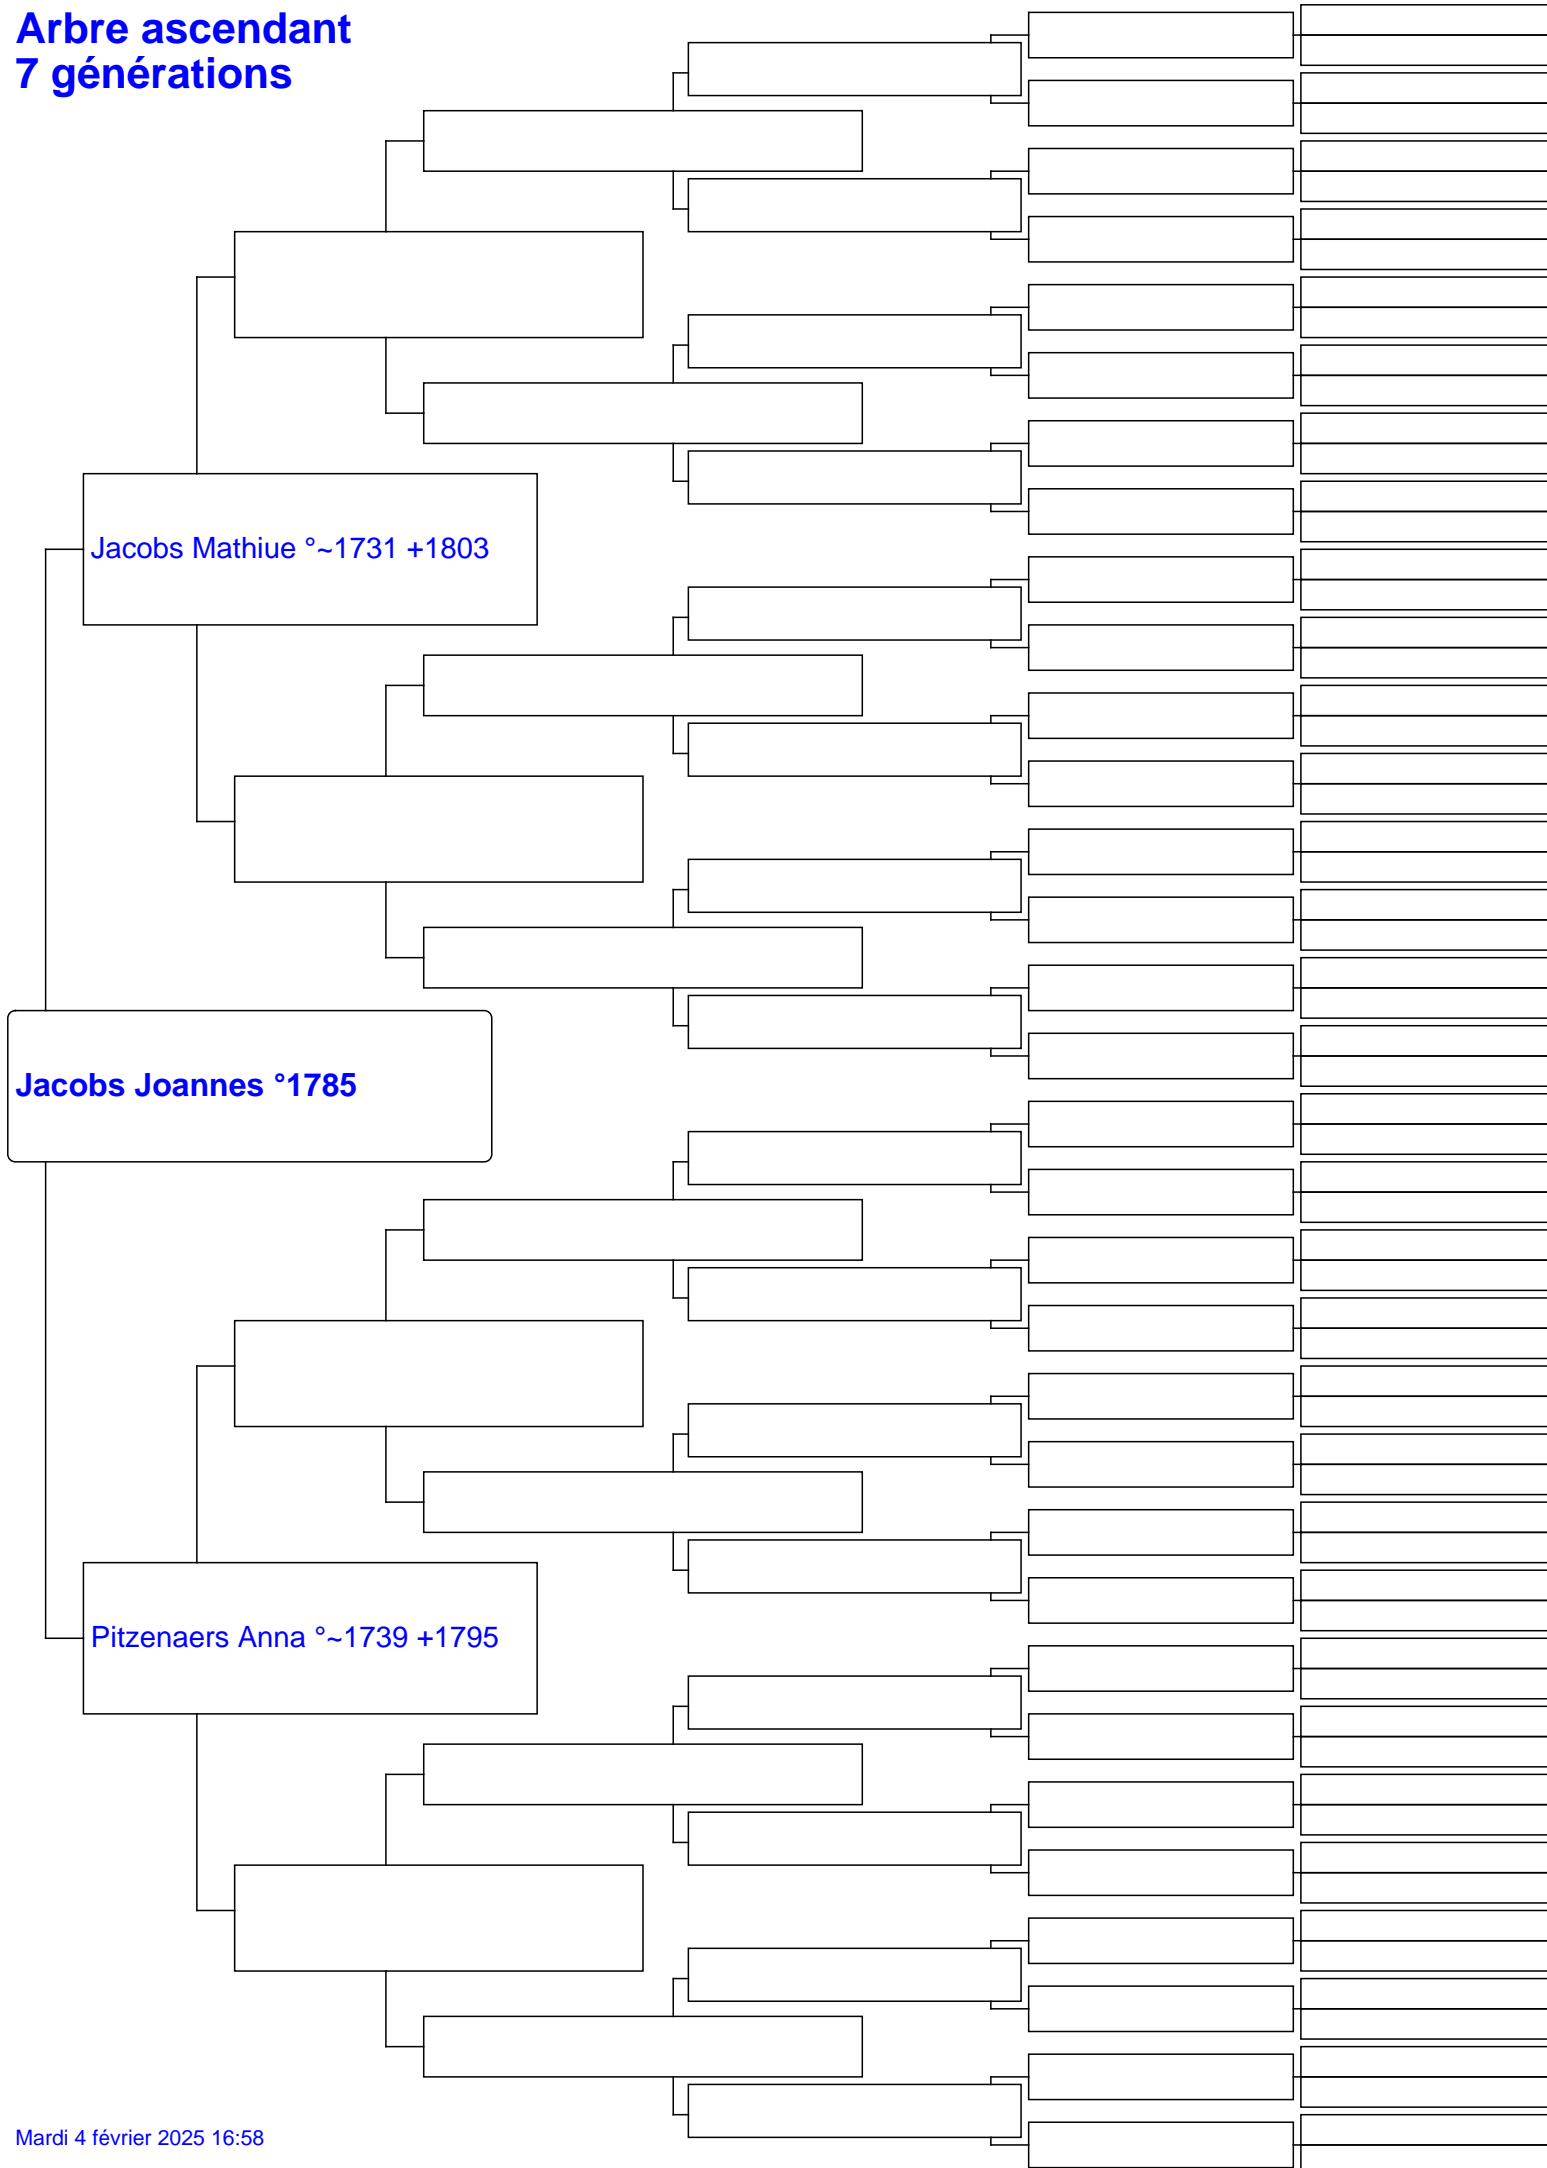 Arbre ascendant
7 générations
Jacobs Mathiue °~1731 +1803
Jacobs Joannes °1785
Pitzenaers Anna °~1739 +1795
Mardi 4 février 2025 16:58